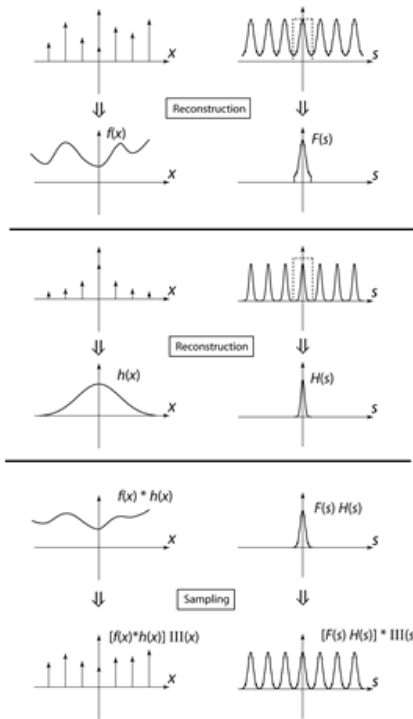 X
s
Reconstruction
f(x)
F(s)
X
s
X
s
Reconstruction
h(x)
H(s)
X
s
f(x) * h(x)
F(s) H(s)
X
s
Sampling
[f(x)*h(x)] III(x)
[F(s) H(s)] * III(s
X
s